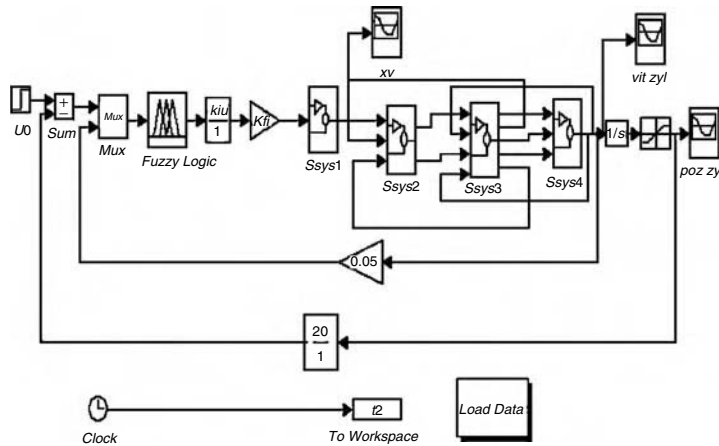 xv
vit zyl
U0
+
−
Sum
Mux
Mux
Fuzzy Logic
kiu
1
Kfi
Ssys1
Ssys2
Ssys3
Ssys4
1/s
poz zy
0.05
20
1
Clock
t2
To Workspace
Load Data